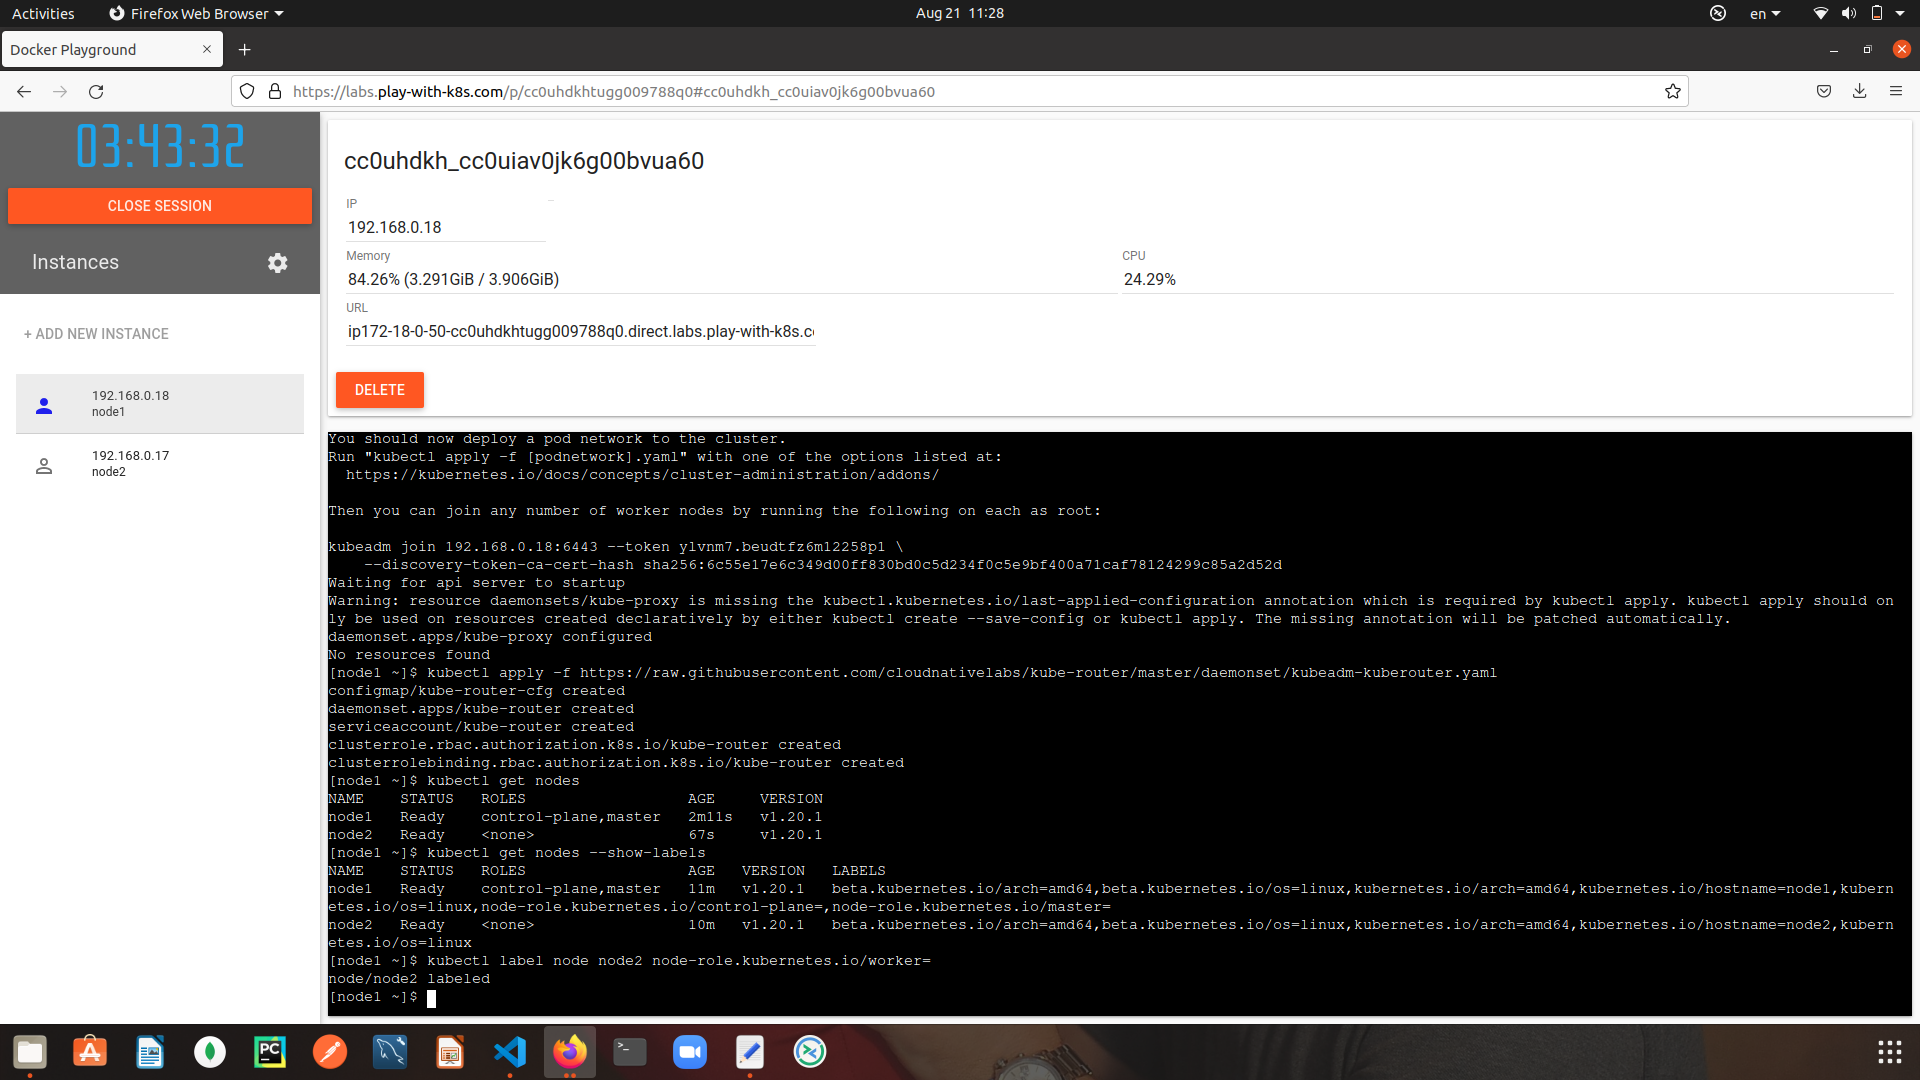 Activities
Firefox Web Browser
Aug 21 11:28
en
Docker Playground
https://labs.play-with-k8s.com/p/cc0uhdkhtugg009788q0#cc0uhdkh_cc0uiav0jk6g00bvua60
03:43:32
CLOSE SESSION
Instances
+ ADD NEW INSTANCE
192.168.0.18
node1
192.168.0.17
node2
cc0uhdkh_cc0uiav0jk6g00bvua60
IP
192.168.0.18
Memory
CPU
84.26% (3.291GiB / 3.906GiB)
24.29%
URL
ip172-18-0-50-cc0uhdkhtugg009788q0.direct.labs.play-with-k8s.c
DELETE
You should now deploy a pod network to the cluster.
Run "kubectl apply -f [podnetwork].yaml" with one of the options listed at:
https://kubernetes.io/docs/concepts/cluster-administration/addons/
Then you can join any number of worker nodes by running the following on each as root:
kubeadm join 192.168.0.18:6443 --token ylvnm7.beudtfz6m12258p1 \
--discovery-token-ca-cert-hash sha256:6c55e17e6c349d00ff830bd0c5d234f0c5e9bf400a71caf78124299c85a2d52d
Waiting for api server to startup
Warning: resource daemonsets/kube-proxy is missing the kubectl.kubernetes.io/last-applied-configuration annotation which is required by kubectl apply. kubectl apply should on
ly be used on resources created declaratively by either kubectl create --save-config or kubectl apply. The missing annotation will be patched automatically.
daemonset.apps/kube-proxy configured
No resources found
[node1 ~]$ kubectl apply -f https://raw.githubusercontent.com/cloudnativelabs/kube-router/master/daemonset/kubeadm-kuberouter.yaml
configmap/kube-router-cfg created
daemonset.apps/kube-router created
serviceaccount/kube-router created
clusterrole.rbac.authorization.k8s.io/kube-router created
clusterrolebinding.rbac.authorization.k8s.io/kube-router created
[node1 ~]$ kubectl get nodes
NAME STATUS ROLES AGE VERSION
node1 Ready control-plane,master 2m11s v1.20.1
node2 Ready <none> 67s v1.20.1
[node1 ~]$ kubectl get nodes --show-labels
NAME STATUS ROLES AGE VERSION LABELS
node1 Ready control-plane,master 11m v1.20.1 beta.kubernetes.io/arch=amd64,beta.kubernetes.io/os=linux,kubernetes.io/arch=amd64,kubernetes.io/hostname=node1,kubern
etes.io/os=linux,node-role.kubernetes.io/control-plane=,node-role.kubernetes.io/master=
node2 Ready <none> 10m v1.20.1 beta.kubernetes.io/arch=amd64,beta.kubernetes.io/os=linux,kubernetes.io/arch=amd64,kubernetes.io/hostname=node2,kubern
etes.io/os=linux
[node1 ~]$ kubectl label node node2 node-role.kubernetes.io/worker=
node/node2 labeled
[node1 ~]$
PC